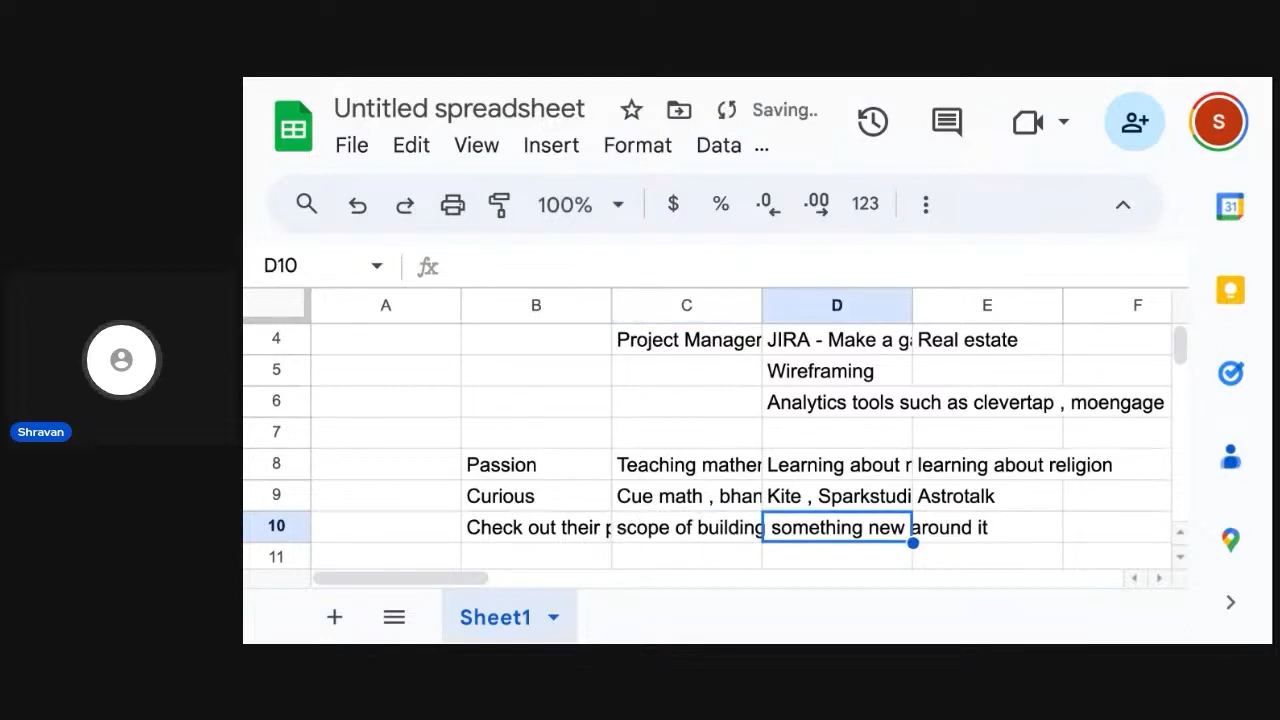 Untitled spreadsheet
Saving..
File Edit View Insert Format Data ...
100% $ % .0 .00 123
S
31
D10
fx
A B C D E F
4 Project Manager JIRA - Make a ga Real estate
5 Wireframing
6 Analytics tools such as clevertap , moengage
7
8 Passion Teaching mather Learning about r learning about religion
9 Curious Cue math , bhan Kite , Sparkstudi Astrotalk
10 Check out their p scope of building something new around it
11
Shravan
Sheet1